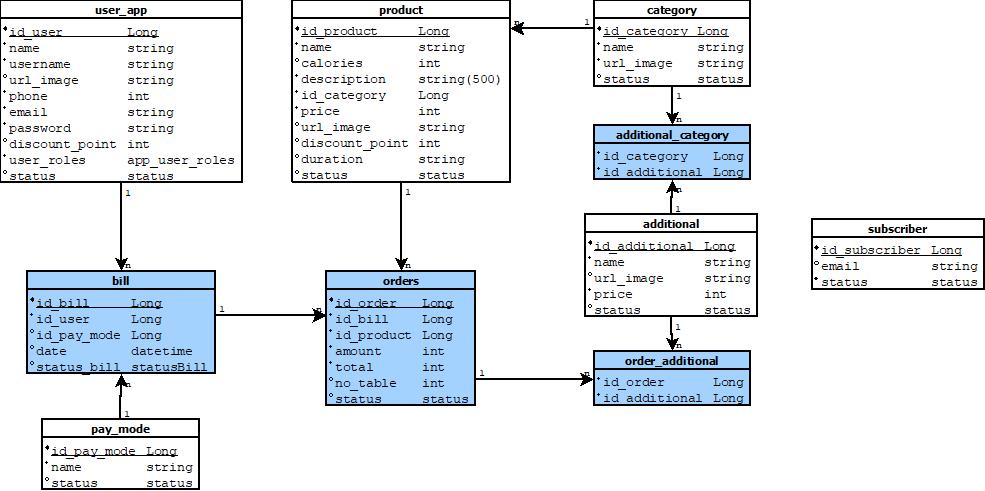 user_app
id_user Long
name string
username string
url_image string
phone int
email string
password string
discount_point int
user_roles app_user_roles
status status
1
n
product
id_product Long
name string
calories int
description string(500)
id_category Long
price int
url_image string
discount_point int
duration string
status status
1
n
n
1
category
id_category Long
name string
url_image string
status status
1
n
additional_category
id_category Long
id_additional Long
n
1
additional
id_additional Long
name string
url_image string
price int
status status
1
n
subscriber
id_subscriber Long
email string
status status
bill
id_bill Long
id_user Long
id_pay_mode Long
date datetime
status_bill statusBill
1
n
n
1
orders
id_order Long
id_bill Long
id_product Long
amount int
total int
no_table int
status status
1
n
order_additional
id_order Long
id_additional Long
pay_mode
id_pay_mode Long
name string
status status